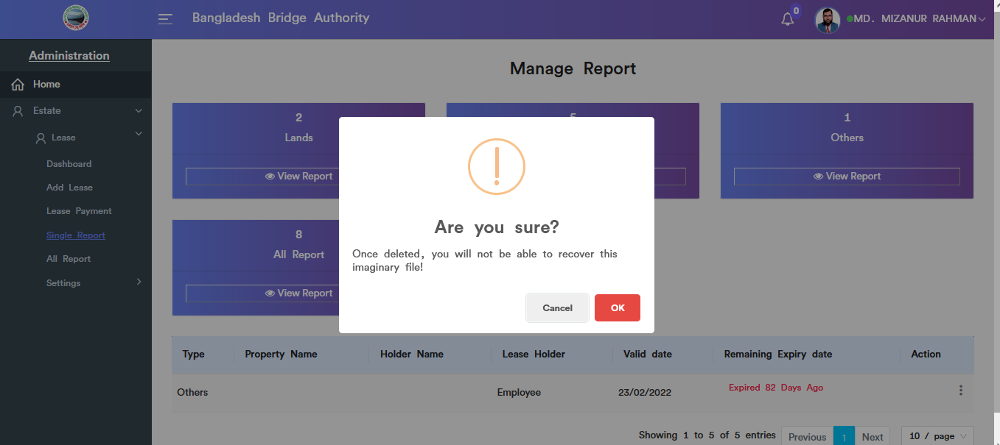 Bangladesh Bridge Authority
0
MD. MIZANUR RAHMAN
Administration
Home
Estate
Lease
Dashboard
Add Lease
Lease Payment
Single Report
All Report
Settings
Manage Report
2
Lands
View Report
1
Others
View Report
8
All Report
View Report
Are you sure?
Once deleted, you will not be able to recover this
imaginary file!
Cancel
OK
Type Property Name Holder Name Lease Holder Valid date Remaining Expiry date Action
Others Employee 23/02/2022 Expired 82 Days Ago
Showing 1 to 5 of 5 entries Previous 1 Next 10 / page